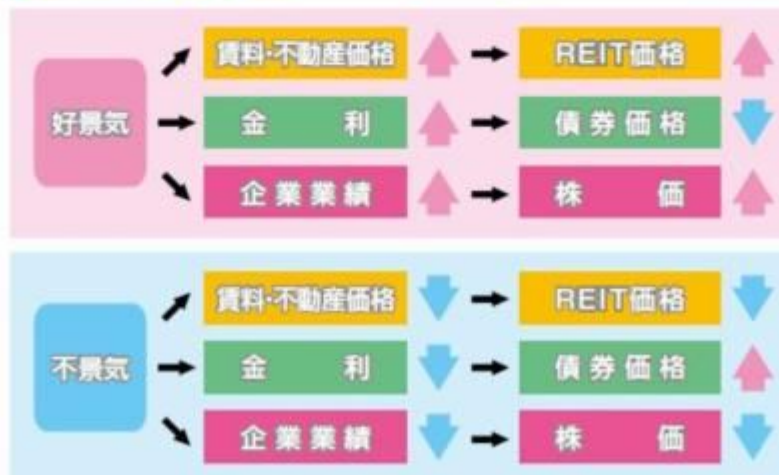 賃料・不動産価格
REIT価格
好景気
金利
債券価格
企業業績
株価
賃料・不動産価格
REIT価格
不景気
金利
債券価格
企業業績
株価